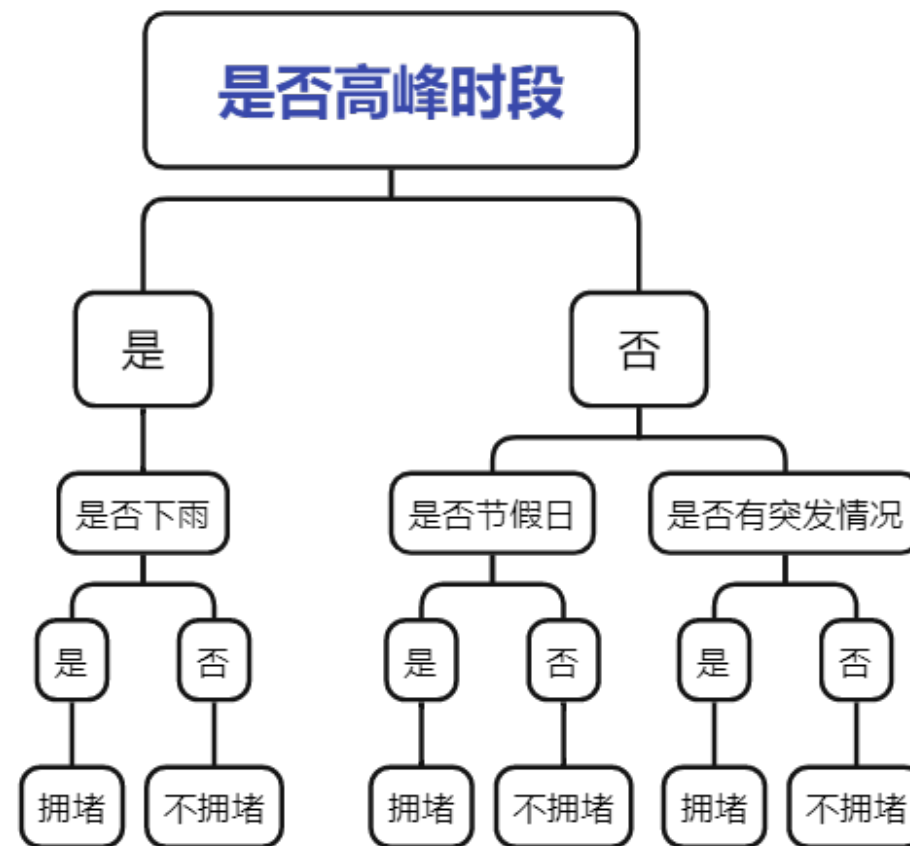 是否高峰时段
是
否
是否下雨
是否节假日
是否有突发情况
是
否
是
否
是
否
拥堵
不拥堵
拥堵
不拥堵
拥堵
不拥堵